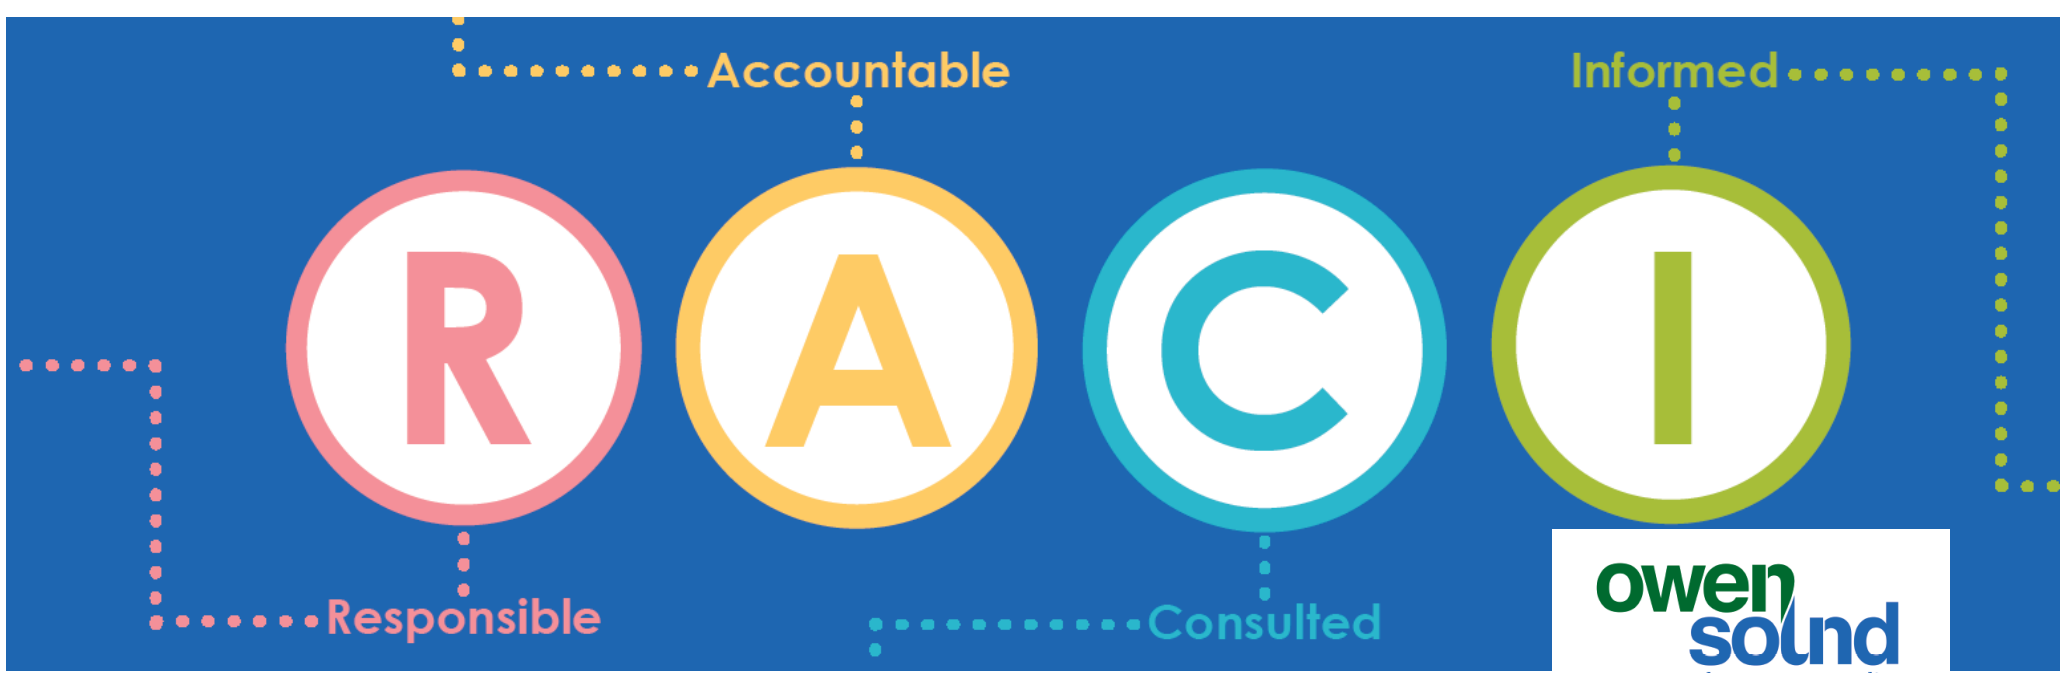 Accountable
Informed
R A C I
Responsible
Consulted
owen
sound